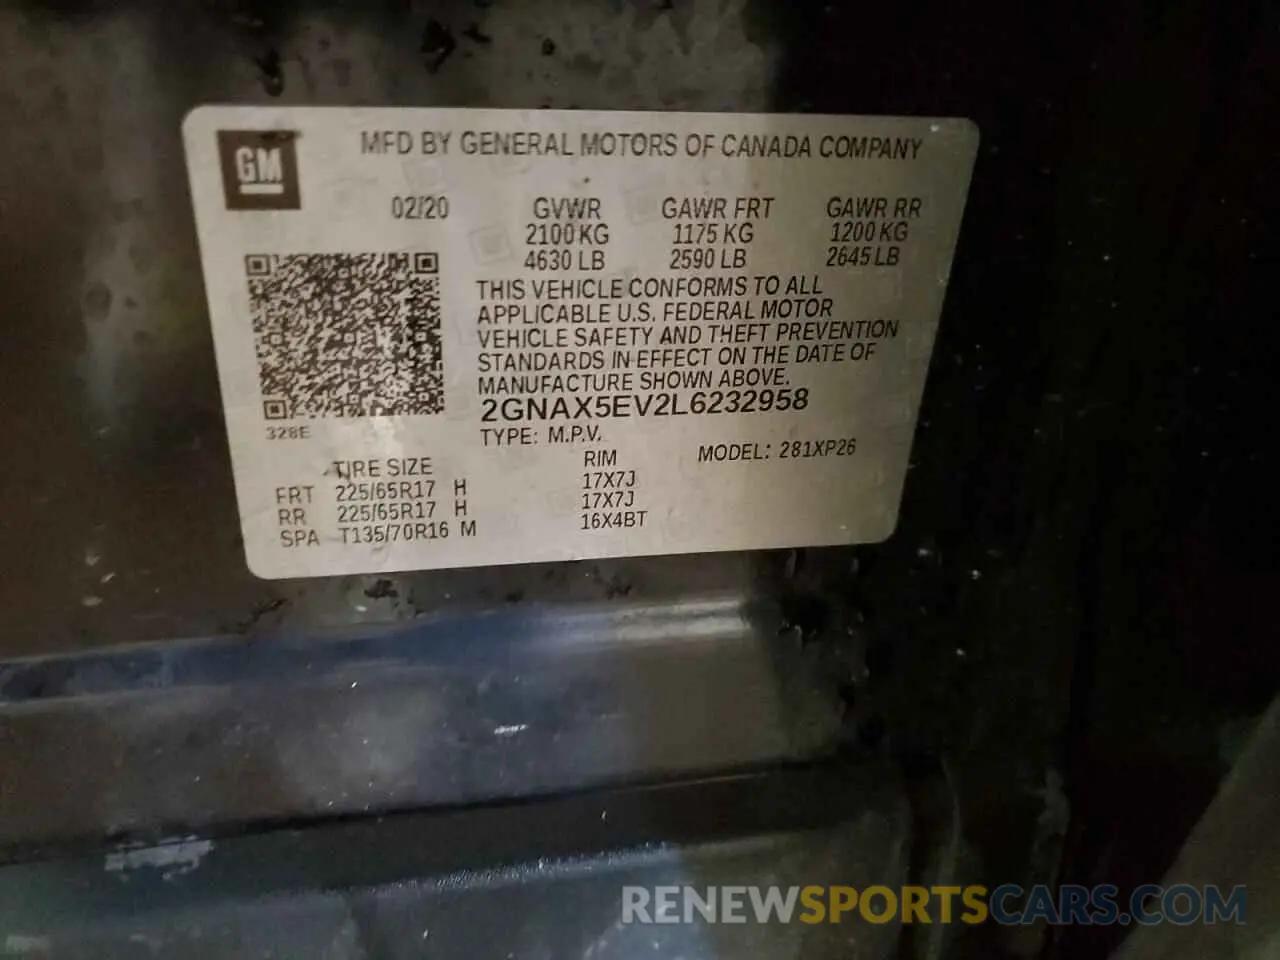 GM
MFD BY GENERAL MOTORS OF CANADA COMPANY
02/20 GVWR GAWR FRT GAWR RR
2100 KG 1175 KG 1200 KG
4630 LB 2590 LB 2645 LB
THIS VEHICLE CONFORMS TO ALL
APPLICABLE U.S. FEDERAL MOTOR
VEHICLE SAFETY AND THEFT PREVENTION
STANDARDS IN EFFECT ON THE DATE OF
MANUFACTURE SHOWN ABOVE.
2GNAX5EV2L6232958
328E
TYPE: M.P.V.
MODEL: 281XP26
TIRE SIZE RIM
FRT 225/65R17 H 17X7J
RR 225/65R17 H 17X7J
SPA T135/70R16 M 16X4BT
RENEWSPORTSCARS.COM